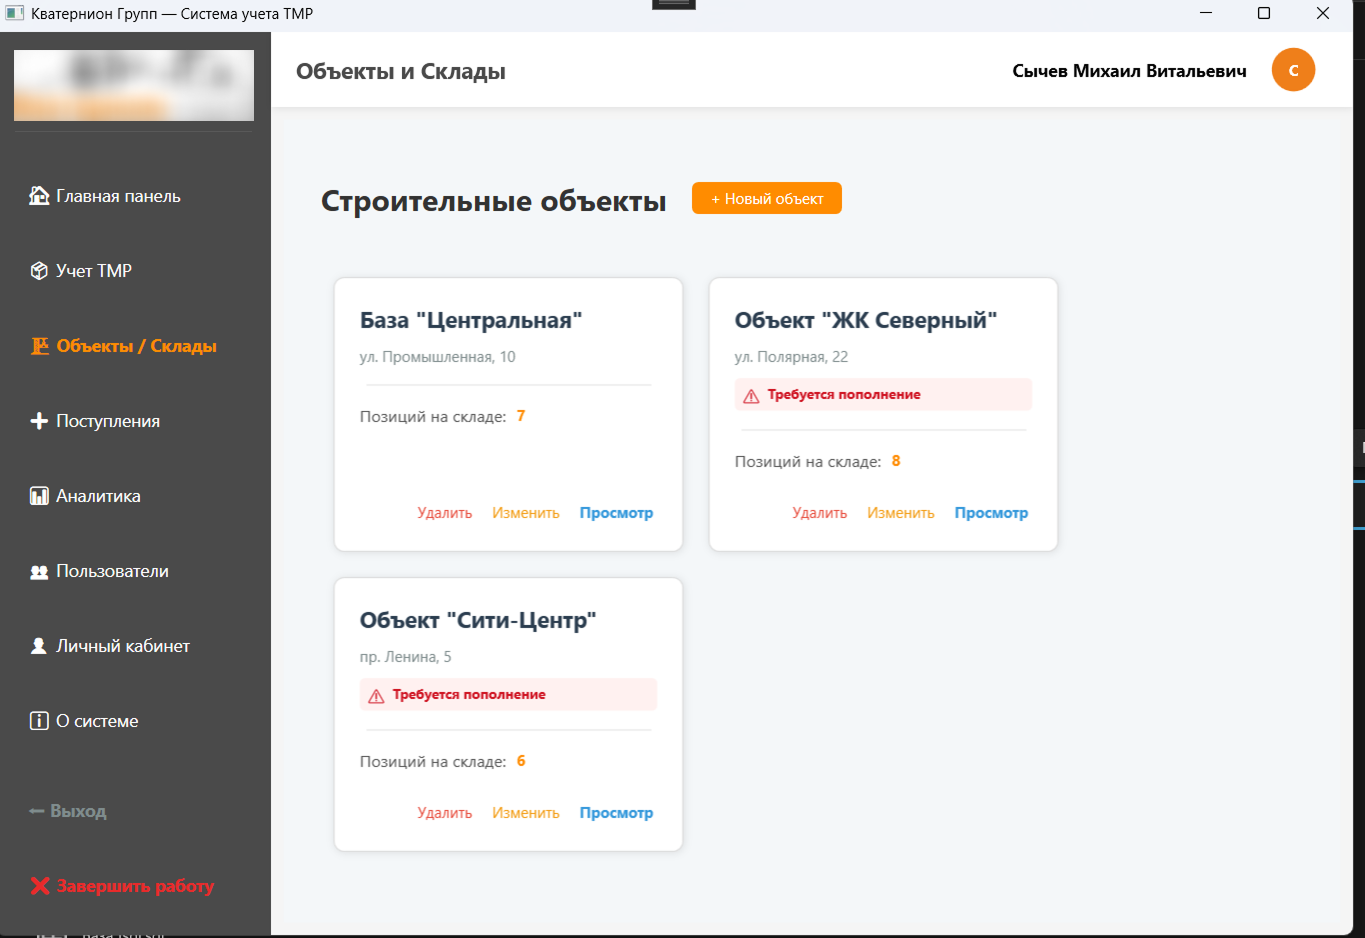 Кватернион Групп — Система учета ТМР
Объекты и Склады
Сычев Михаил Витальевич
С
Главная панель
Учет ТМР
Объекты / Склады
Поступления
Аналитика
Пользователи
Личный кабинет
О системе
Выход
Завершить работу
Строительные объекты
+ Новый объект
База "Центральная"
ул. Промышленная, 10
Позиций на складе: 7
Удалить Изменить Просмотр
Объект "ЖК Северный"
ул. Полярная, 22
Требуется пополнение
Позиций на складе: 8
Удалить Изменить Просмотр
Объект "Сити-Центр"
пр. Ленина, 5
Требуется пополнение
Позиций на складе: 6
Удалить Изменить Просмотр